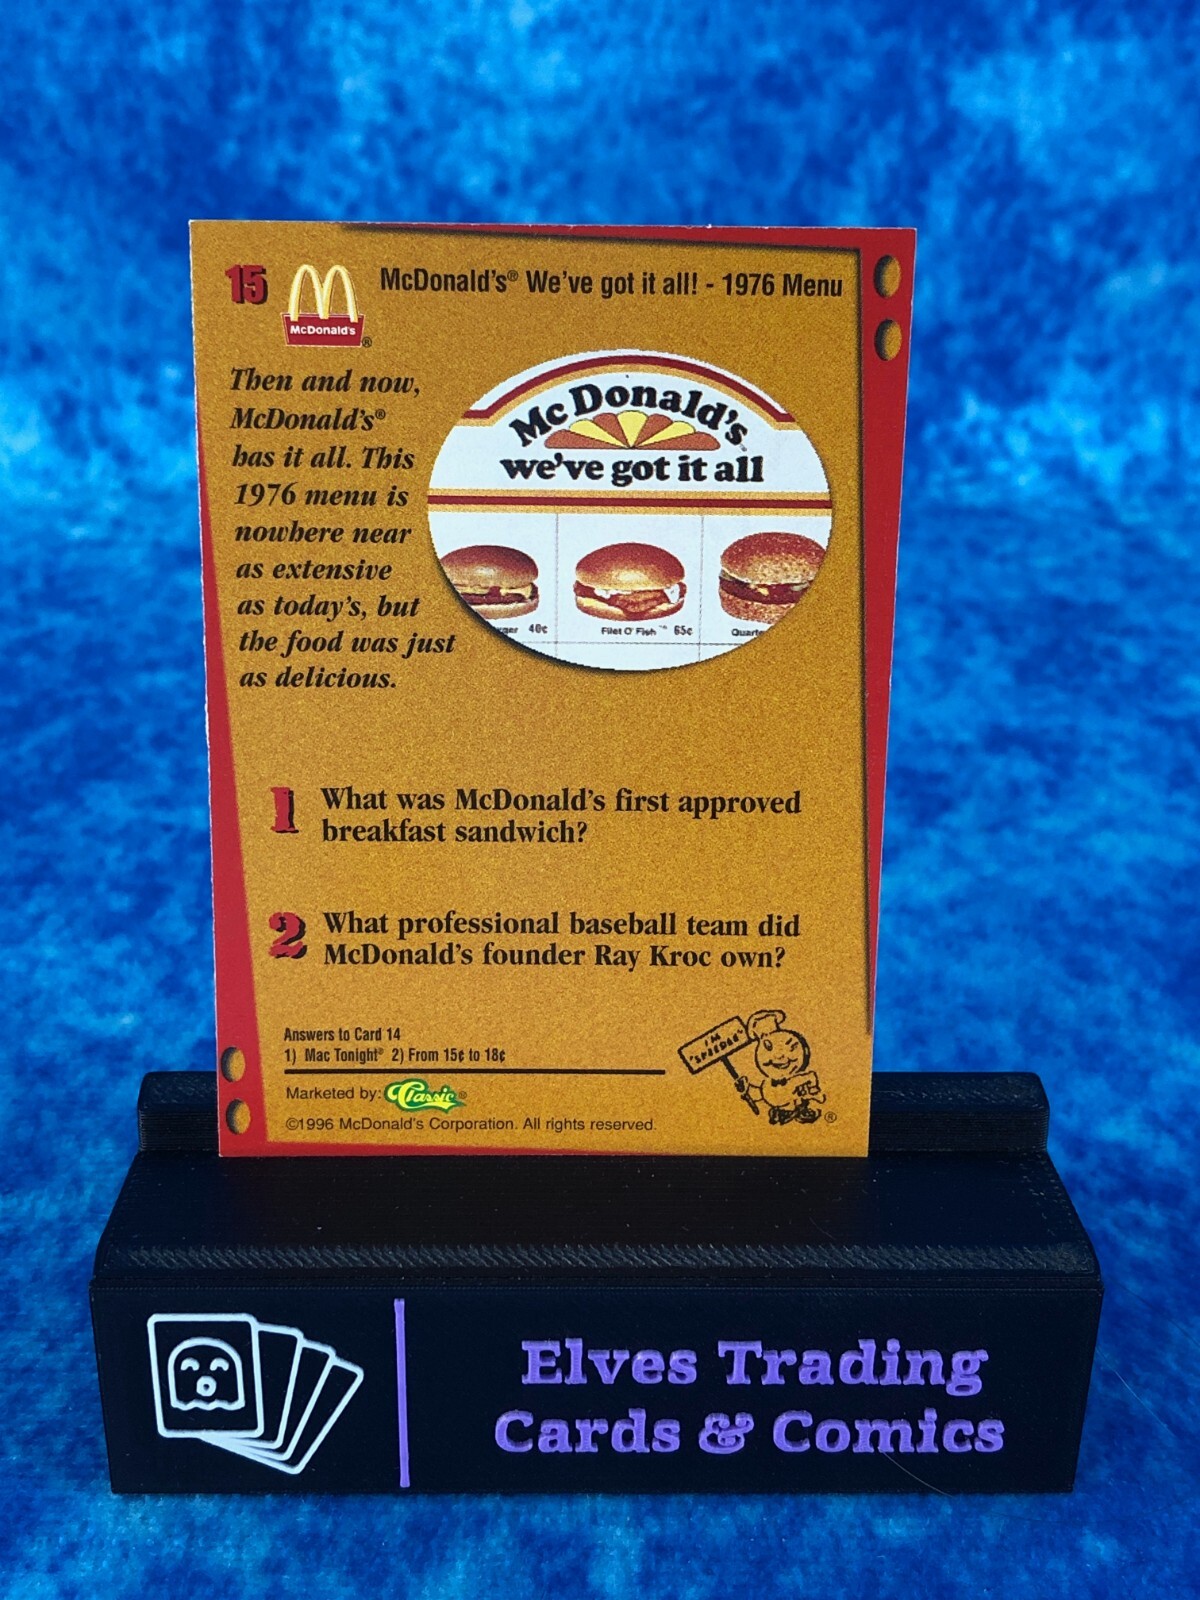 15
McDonald's ®
McDonald's® We've got it all! - 1976 Menu
Then and now,
McDonald's®
has it all. This
1976 menu is
nowhere near
as extensive
as today's, but
the food was just
as delicious.
McDonald's™
we've got it all
40¢
Filet O' Fish™ 65¢
1 What was McDonald's first approved
breakfast sandwich?
2 What professional baseball team did
McDonald's founder Ray Kroc own?
Answers to Card 14
1) Mac Tonight® 2) From 15¢ to 18¢
I'M
"SPEEDEE"
®
Marketed by: Classic®
©1996 McDonald's Corporation. All rights reserved.
Elves Trading
Cards & Comics